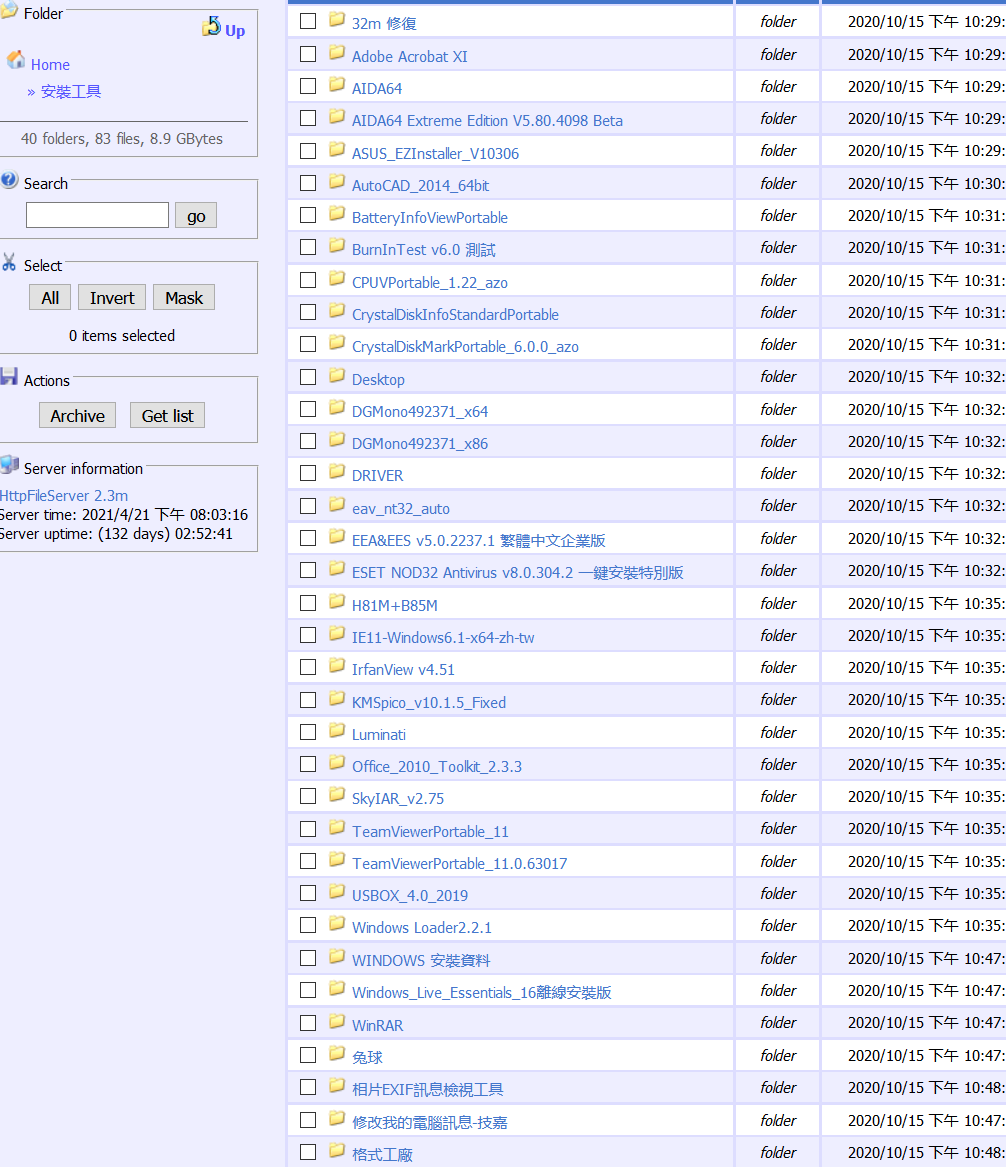 Folder
Up
Home
» 安裝工具
40 folders, 83 files, 8.9 GBytes
Search
go
Select
All Invert Mask
0 items selected
Actions
Archive Get list
Server information
HttpFileServer 2.3m
Server time: 2021/4/21 下午 08:03:16
Server uptime: (132 days) 02:52:41
32m 修復 folder 2020/10/15 下午 10:29:
Adobe Acrobat XI folder 2020/10/15 下午 10:29:
AIDA64 folder 2020/10/15 下午 10:29:
AIDA64 Extreme Edition V5.80.4098 Beta folder 2020/10/15 下午 10:29:
ASUS_EZInstaller_V10306 folder 2020/10/15 下午 10:29:
AutoCAD_2014_64bit folder 2020/10/15 下午 10:30:
BatteryInfoViewPortable folder 2020/10/15 下午 10:31:
BurnInTest v6.0 測試 folder 2020/10/15 下午 10:31:
CPUVPortable_1.22_azo folder 2020/10/15 下午 10:31:
CrystalDiskInfoStandardPortable folder 2020/10/15 下午 10:31:
CrystalDiskMarkPortable_6.0.0_azo folder 2020/10/15 下午 10:31:
Desktop folder 2020/10/15 下午 10:32:
DGMono492371_x64 folder 2020/10/15 下午 10:32:
DGMono492371_x86 folder 2020/10/15 下午 10:32:
DRIVER folder 2020/10/15 下午 10:32:
eav_nt32_auto folder 2020/10/15 下午 10:32:
EEA&EES v5.0.2237.1 繁體中文企業版 folder 2020/10/15 下午 10:32:
ESET NOD32 Antivirus v8.0.304.2 一鍵安裝特別版 folder 2020/10/15 下午 10:32:
H81M+B85M folder 2020/10/15 下午 10:35:
IE11-Windows6.1-x64-zh-tw folder 2020/10/15 下午 10:35:
IrfanView v4.51 folder 2020/10/15 下午 10:35:
KMSpico_v10.1.5_Fixed folder 2020/10/15 下午 10:35:
Luminati folder 2020/10/15 下午 10:35:
Office_2010_Toolkit_2.3.3 folder 2020/10/15 下午 10:35:
SkyIAR_v2.75 folder 2020/10/15 下午 10:35:
TeamViewerPortable_11 folder 2020/10/15 下午 10:35:
TeamViewerPortable_11.0.63017 folder 2020/10/15 下午 10:35:
USBOX_4.0_2019 folder 2020/10/15 下午 10:35:
Windows Loader2.2.1 folder 2020/10/15 下午 10:35:
WINDOWS 安裝資料 folder 2020/10/15 下午 10:47:
Windows_Live_Essentials_16離線安裝版 folder 2020/10/15 下午 10:47:
WinRAR folder 2020/10/15 下午 10:47:
兔球 folder 2020/10/15 下午 10:47:
相片EXIF訊息檢視工具 folder 2020/10/15 下午 10:48:
修改我的電腦訊息-技嘉 folder 2020/10/15 下午 10:47:
格式工廠 folder 2020/10/15 下午 10:48: